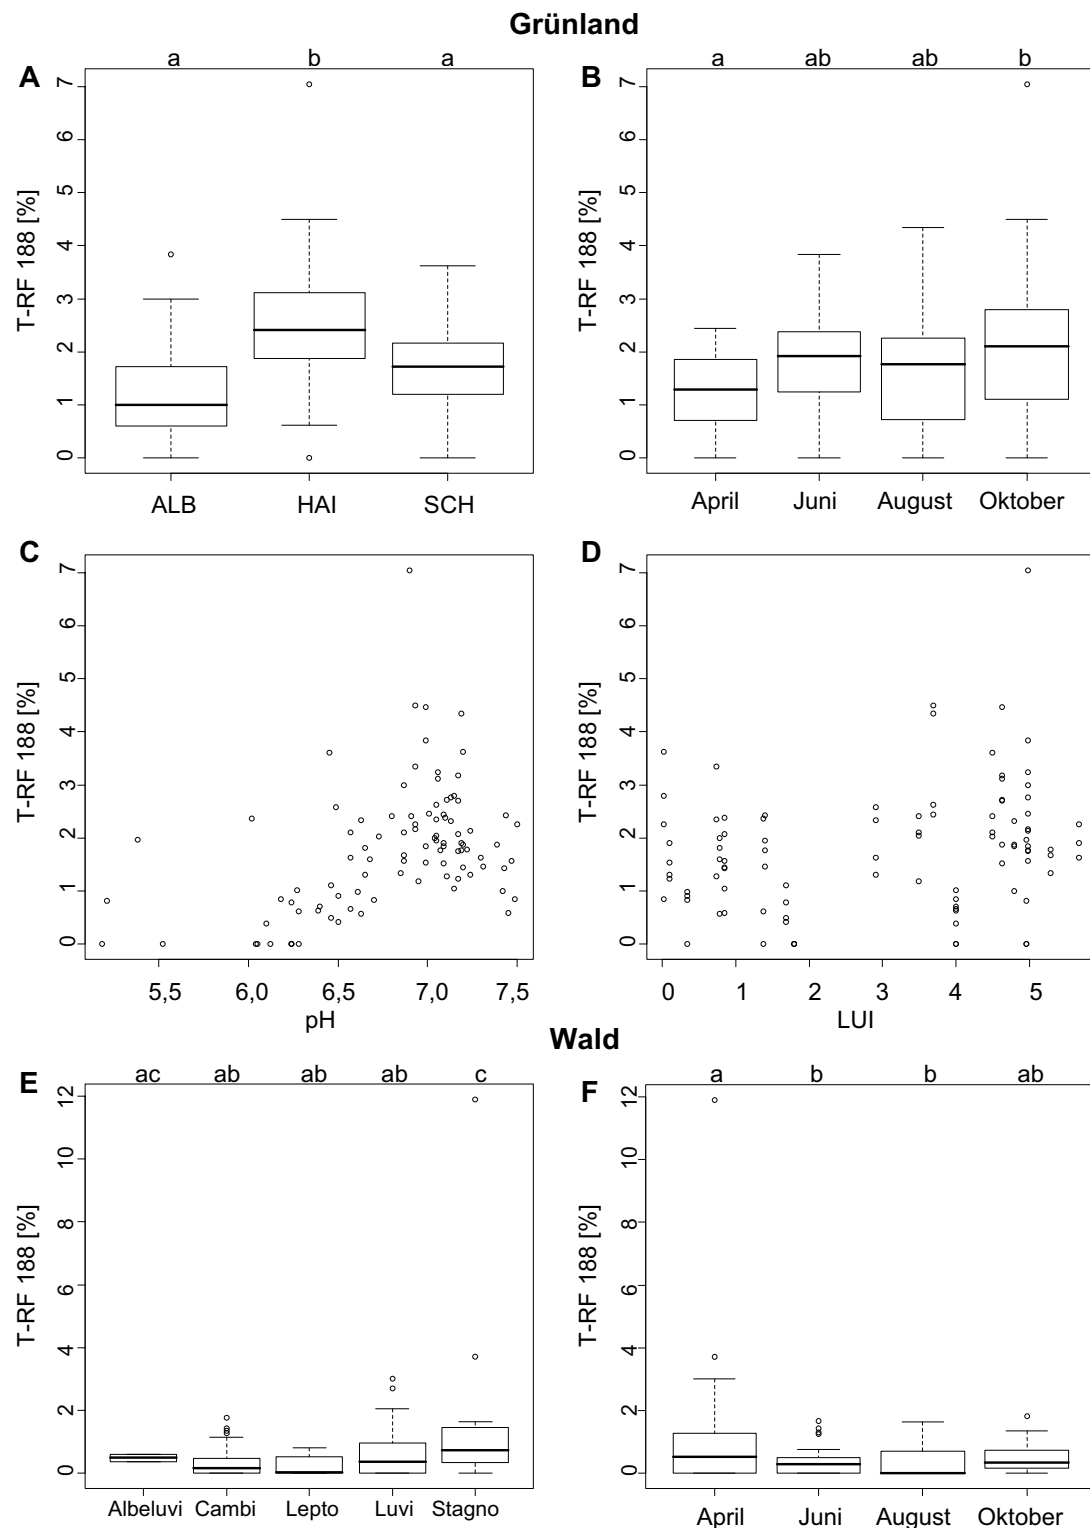 Grünland
A
a b a
T-RF 188 [%]
7
6
5
4
3
2
1
0
ALB HAI SCH
B
a ab ab b
T-RF 188 [%]
7
6
5
4
3
2
1
0
April Juni August Oktober
C
T-RF 188 [%]
7
6
5
4
3
2
1
0
5,5 6,0 6,5 7,0 7,5
pH
D
T-RF 188 [%]
7
6
5
4
3
2
1
0
0 1 2 3 4 5
LUI
Wald
E
ac ab ab ab c
T-RF 188 [%]
12
10
8
6
4
2
0
Albeluvi Cambi Lepto Luvi Stagno
F
a b b ab
T-RF 188 [%]
12
10
8
6
4
2
0
April Juni August Oktober